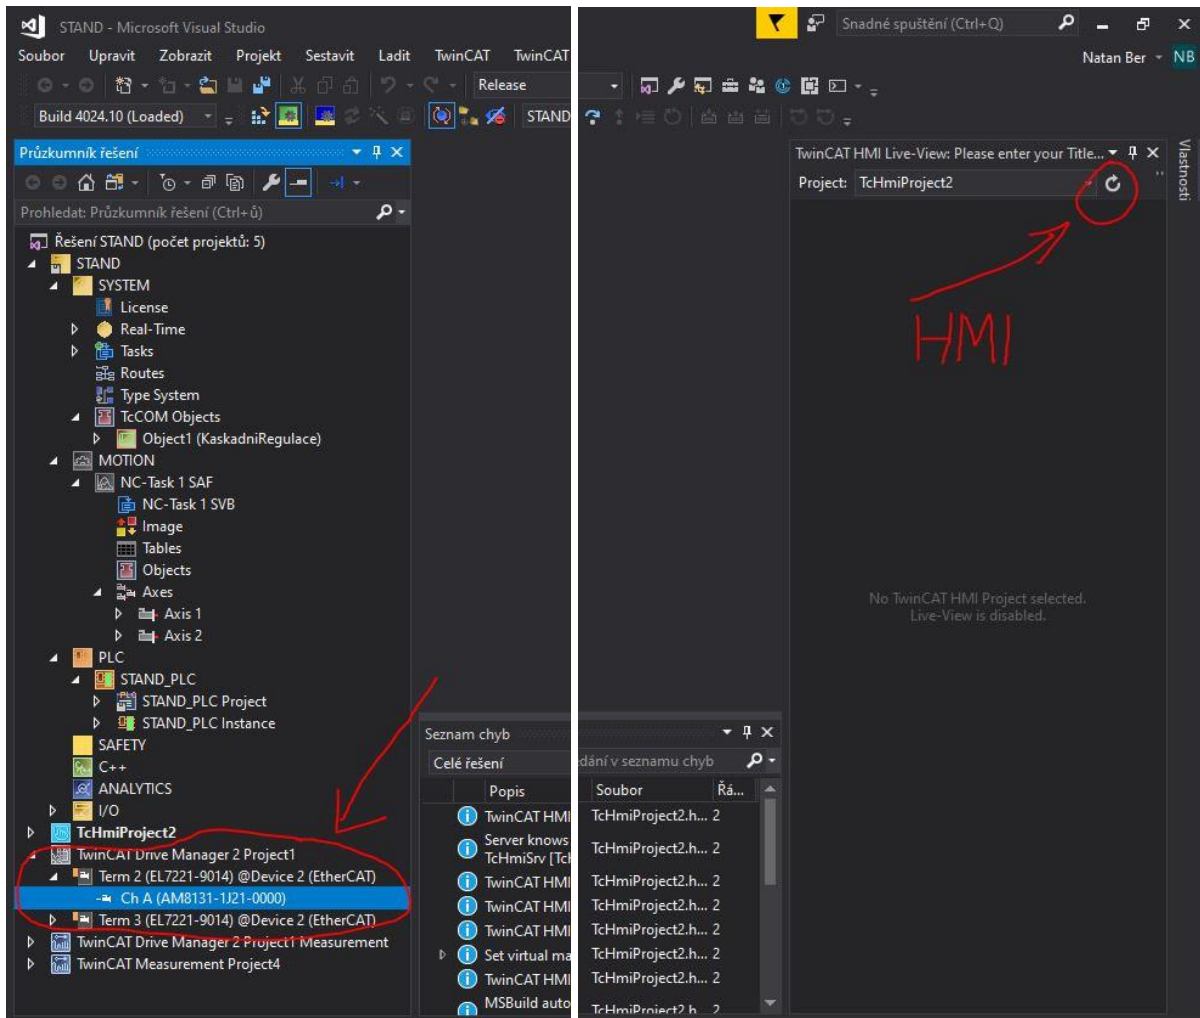 STAND - Microsoft Visual Studio
Soubor Upravit Zobrazit Projekt Sestavit Ladit TwinCAT TwinCAT
Release
Build 4024.10 (Loaded) STAND
Průzkumník řešení
Prohledat: Průzkumník řešení (Ctrl+ů)
Řešení STAND (počet projektů: 5)
STAND
SYSTEM
License
Real-Time
Tasks
Routes
Type System
TcCOM Objects
Object1 (KaskadniRegulace)
MOTION
NC-Task 1 SAF
NC-Task 1 SVB
Image
Tables
Objects
Axes
Axis 1
Axis 2
PLC
STAND_PLC
STAND_PLC Project
STAND_PLC Instance
SAFETY
C++
ANALYTICS
I/O
TcHmiProject2
TwinCAT Drive Manager 2 Project1
Term 2 (EL7221-9014) @Device 2 (EtherCAT)
Ch A (AM8131-1J21-0000)
Term 3 (EL7221-9014) @Device 2 (EtherCAT)
TwinCAT Drive Manager 2 Project1 Measurement
TwinCAT Measurement Project4
Seznam chyb
Celé řešení
Popis
TwinCAT HMI
Server knows
TcHmiSrv [Tcl
TwinCAT HMI
TwinCAT HMI
TwinCAT HMI
Set virtual ma
TwinCAT HMI
MSBuild auto
Snadné spuštění (Ctrl+Q)
Natan Ber NB
TwinCAT HMI Live-View: Please enter your Title...
Vlastnosti
Project: TcHmiProject2
HMI
No TwinCAT HMI Project selected.
Live-View is disabled.
dání v seznamu chyb
Soubor Řá...
TcHmiProject2.h... 2
TcHmiProject2.h... 2
TcHmiProject2.h... 2
TcHmiProject2.h... 2
TcHmiProject2.h... 2
TcHmiProject2.h... 2
TcHmiProject2.h... 2
TcHmiProject2.h... 2